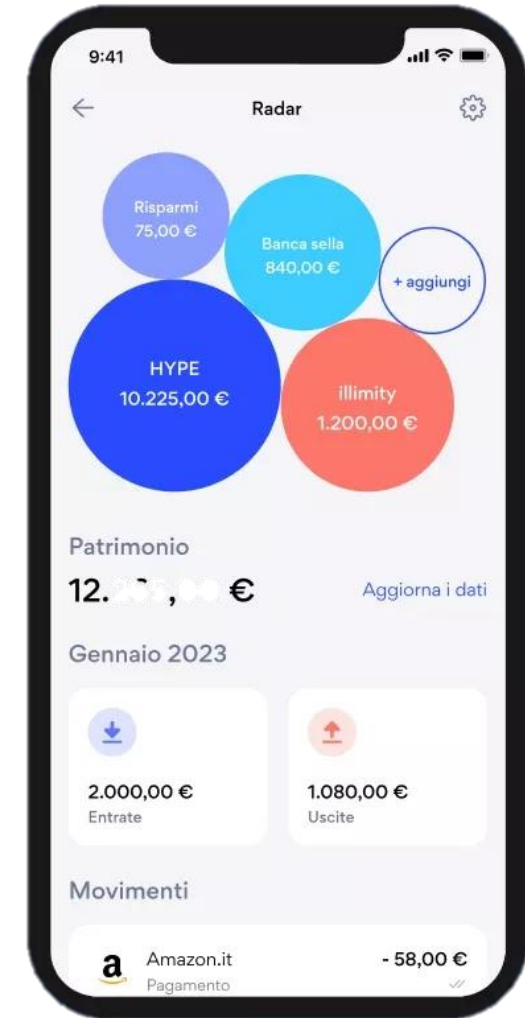 9:41
Radar
Risparmi
75,00 €
Banca sella
840,00 €
+ aggiungi
HYPE
10.225,00 €
illimity
1.200,00 €
Patrimonio
€
Aggiorna i dati
Gennaio 2023
2.000,00 €
Entrate
1.080,00 €
Uscite
Movimenti
a
Amazon.it
- 58,00 €
Pagamento